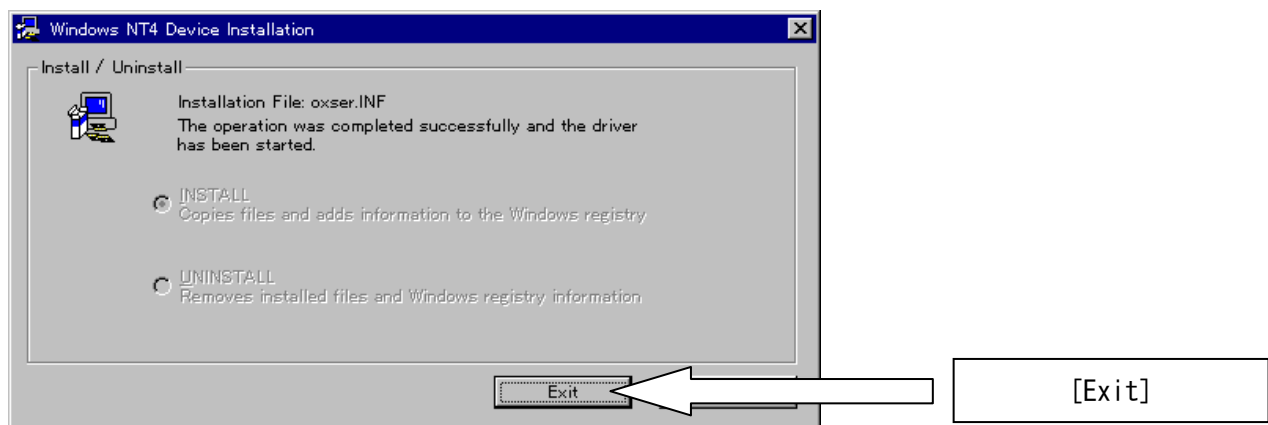 Windows NT4 Device Installation
Install / Uninstall
Installation File: oxser.INF
The operation was completed successfully and the driver
has been started.
INSTALL
Copies files and adds information to the Windows registry
UNINSTALL
Removes installed files and Windows registry information
Exit
[Exit]